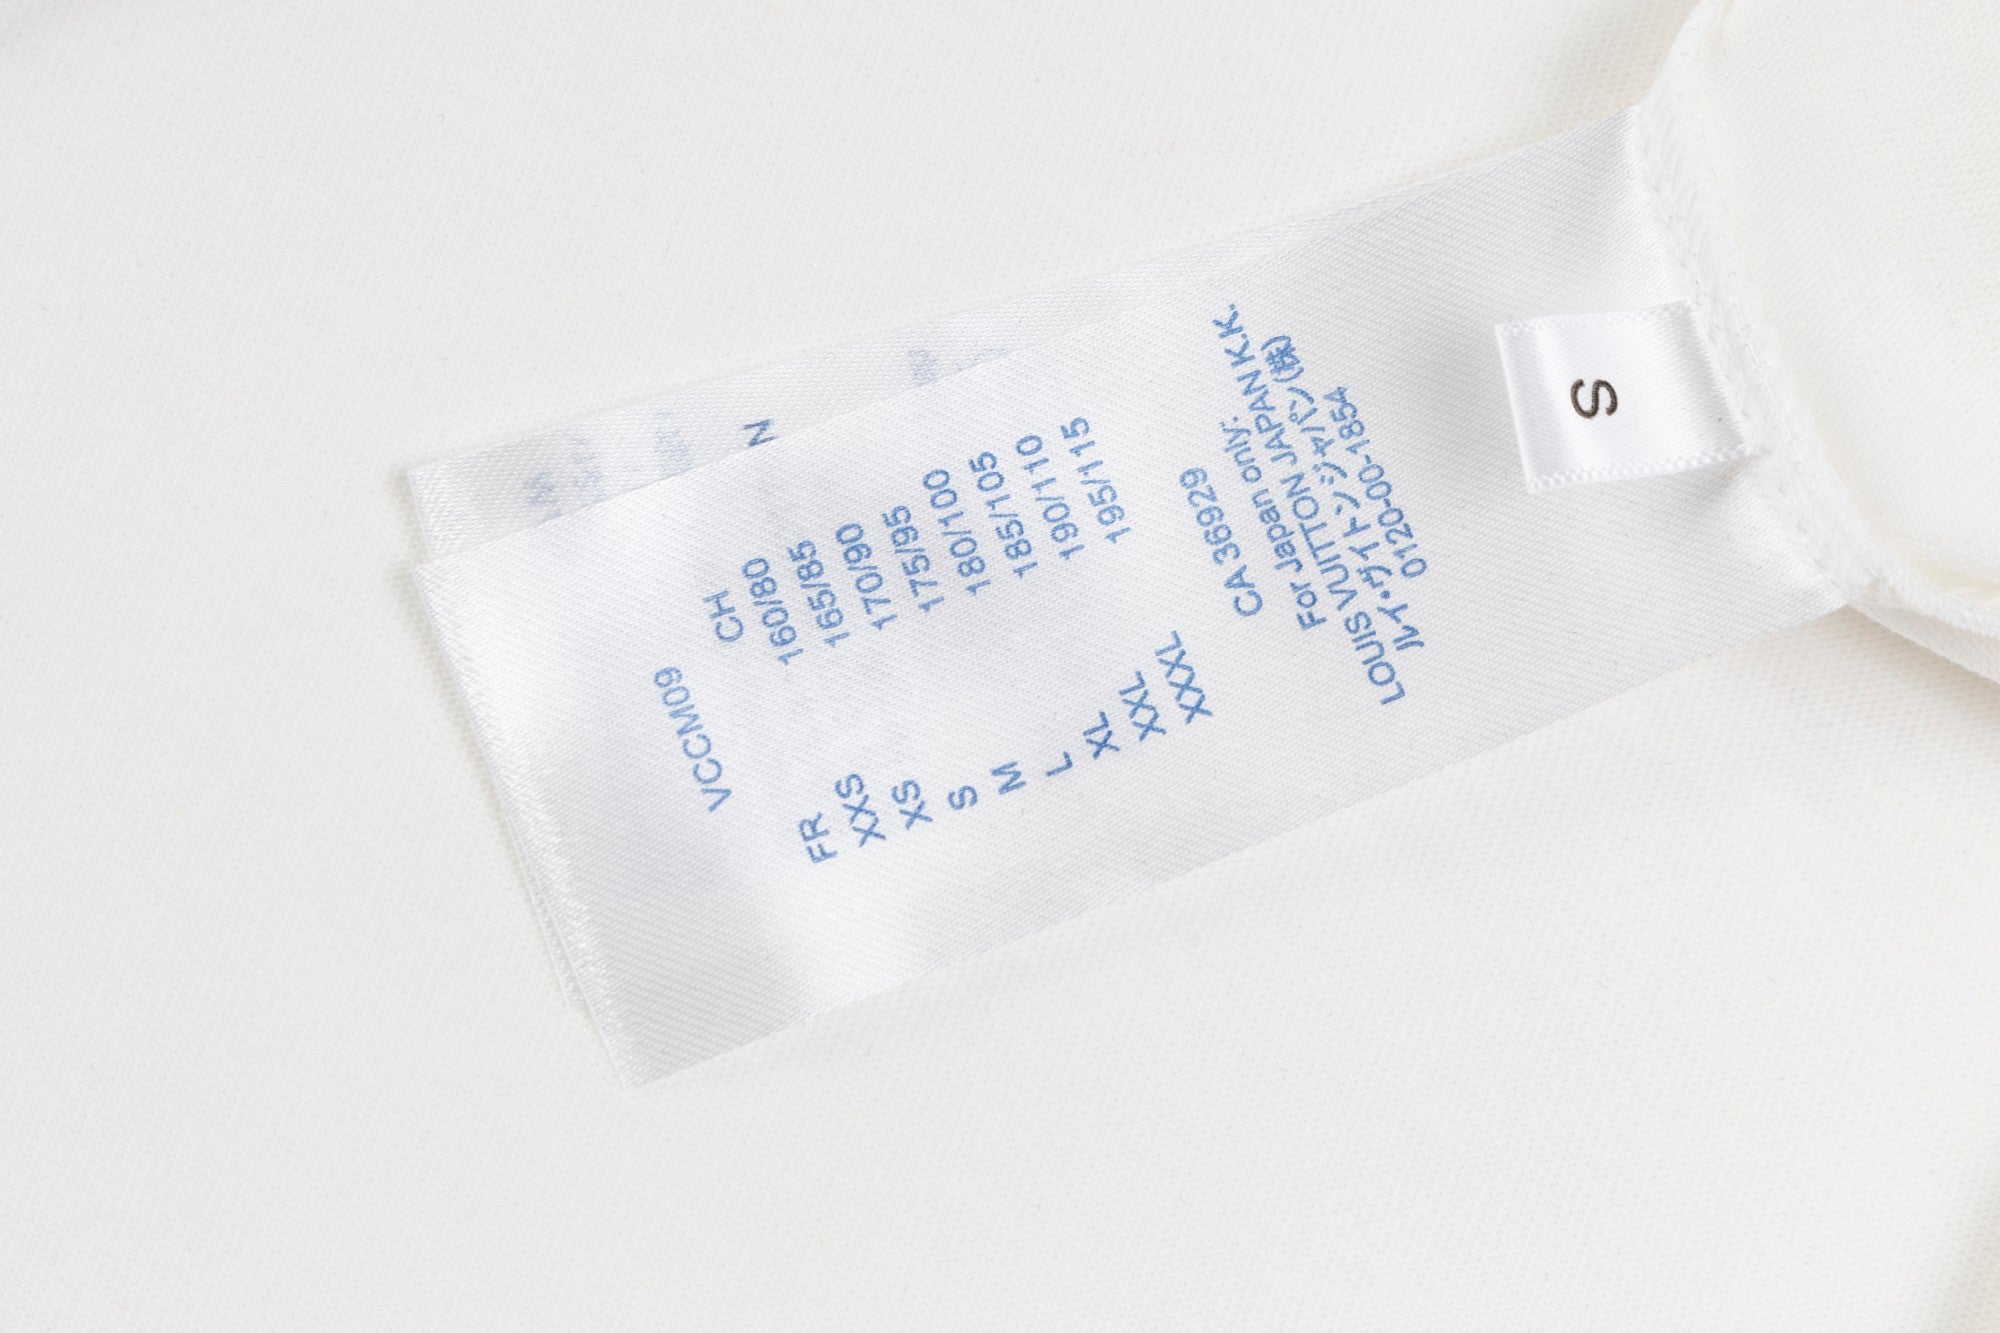 VCCM09
FR CH
XXS 160/80
XS 165/85
S 170/90
M 175/95
L 180/100
XL 185/105
XXL 190/110
XXXL 195/115
CA 36929
For Japan only:
LOUIS VUITTON JAPAN K.K.
ルイ・ヴィトンジャパン(株)
0120-00-1854
S
N